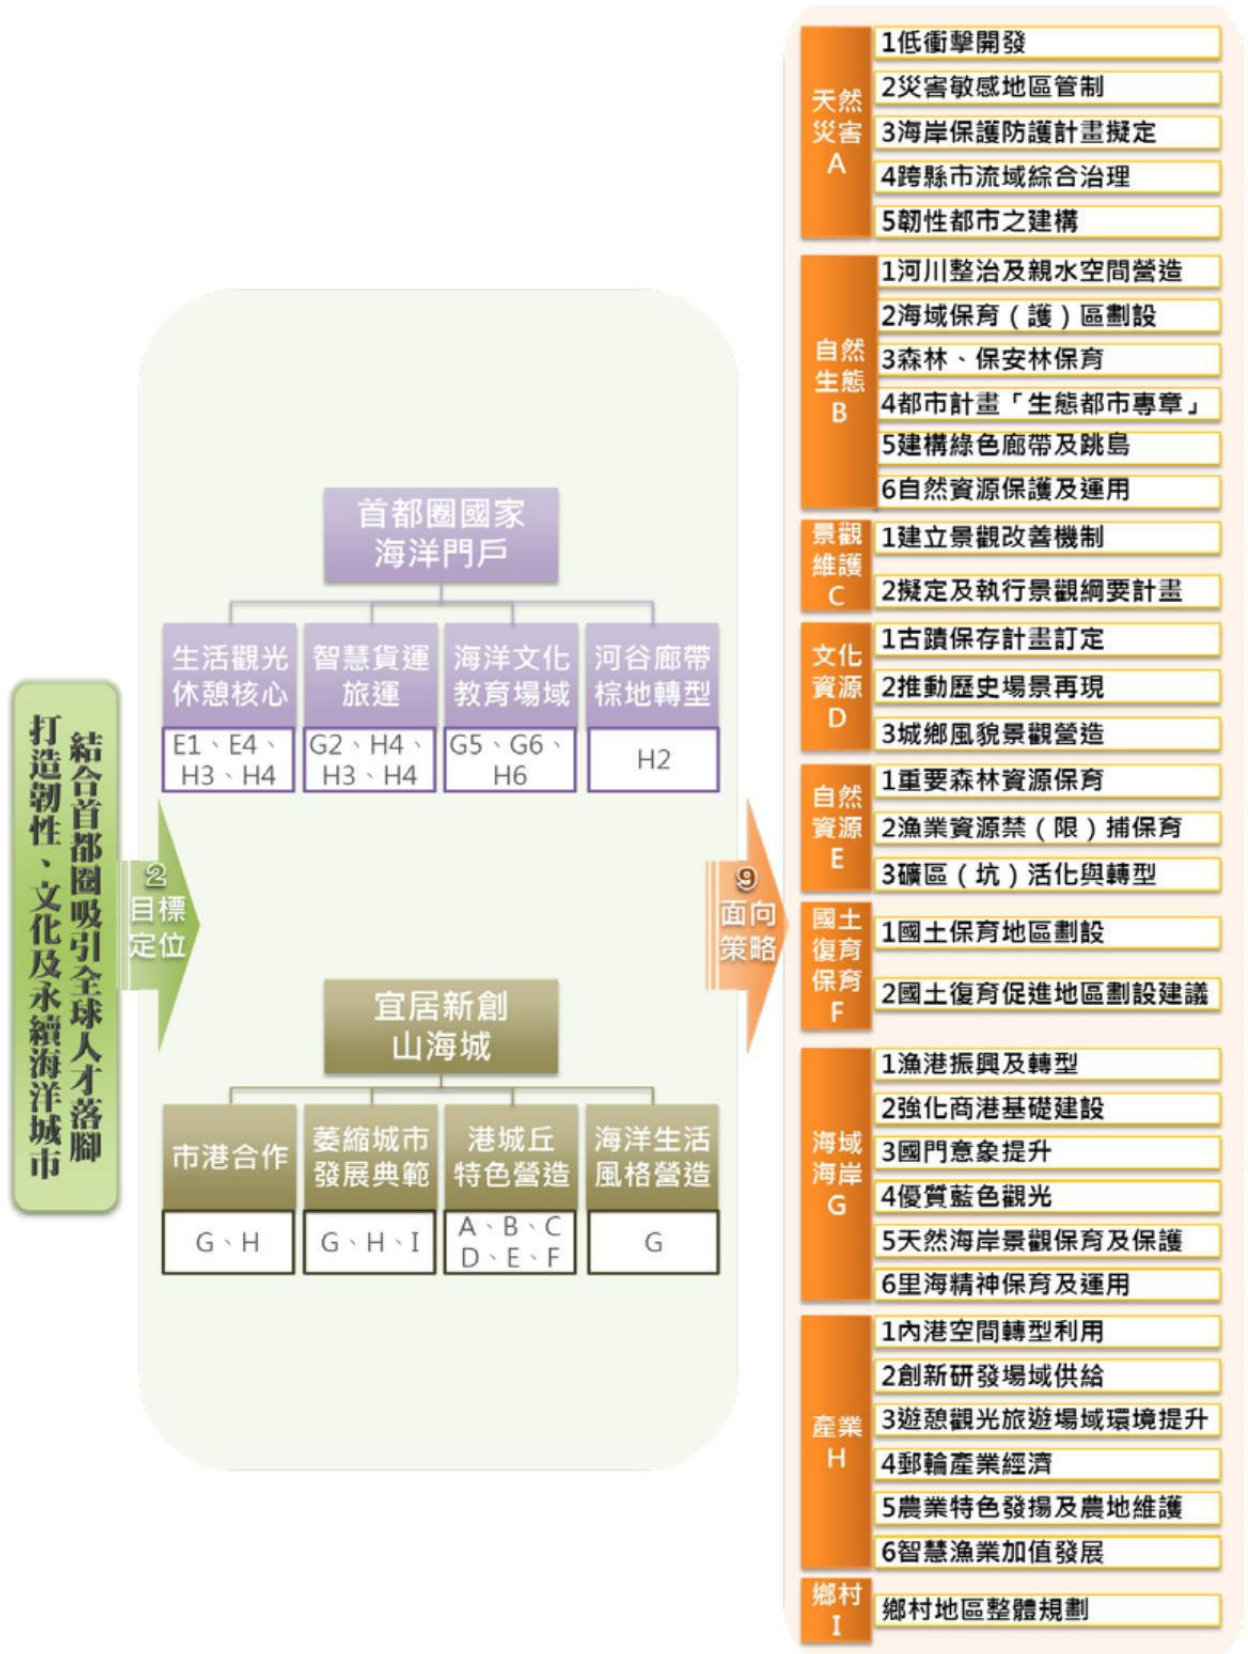 結合首都圈吸引全球人才落腳
打造韌性、文化及永續海洋城市
2
目標
定位
首都圈國家
海洋門戶
生活觀光
休憩核心
E1、E4、
H3、H4
智慧貨運
旅運
G2、H4、
H3、H4
海洋文化
教育場域
G5、G6、
H6
河谷廊帶
棕地轉型
H2
宜居新創
山海城
市港合作
G、H
萎縮城市
發展典範
G、H、I
港城丘
特色營造
A、B、C
D、E、F
海洋生活
風格營造
G
9
面向
策略
天然
災害
A
1低衝擊開發
2災害敏感地區管制
3海岸保護防護計畫擬定
4跨縣市流域綜合治理
5韌性都市之建構
自然
生態
B
1河川整治及親水空間營造
2海域保育（護）區劃設
3森林、保安林保育
4都市計畫「生態都市專章」
5建構綠色廊帶及跳島
6自然資源保護及運用
景觀
維護
C
1建立景觀改善機制
2擬定及執行景觀綱要計畫
文化
資源
D
1古蹟保存計畫訂定
2推動歷史場景再現
3城鄉風貌景觀營造
自然
資源
E
1重要森林資源保育
2漁業資源禁（限）捕保育
3礦區（坑）活化與轉型
國土
復育
保育
F
1國土保育地區劃設
2國土復育促進地區劃設建議
海域
海岸
G
1漁港振興及轉型
2強化商港基礎建設
3國門意象提升
4優質藍色觀光
5天然海岸景觀保育及保護
6里海精神保育及運用
產業
H
1內港空間轉型利用
2創新研發場域供給
3遊憩觀光旅遊場域環境提升
4郵輪產業經濟
5農業特色發揚及農地維護
6智慧漁業加值發展
鄉村
I
鄉村地區整體規劃